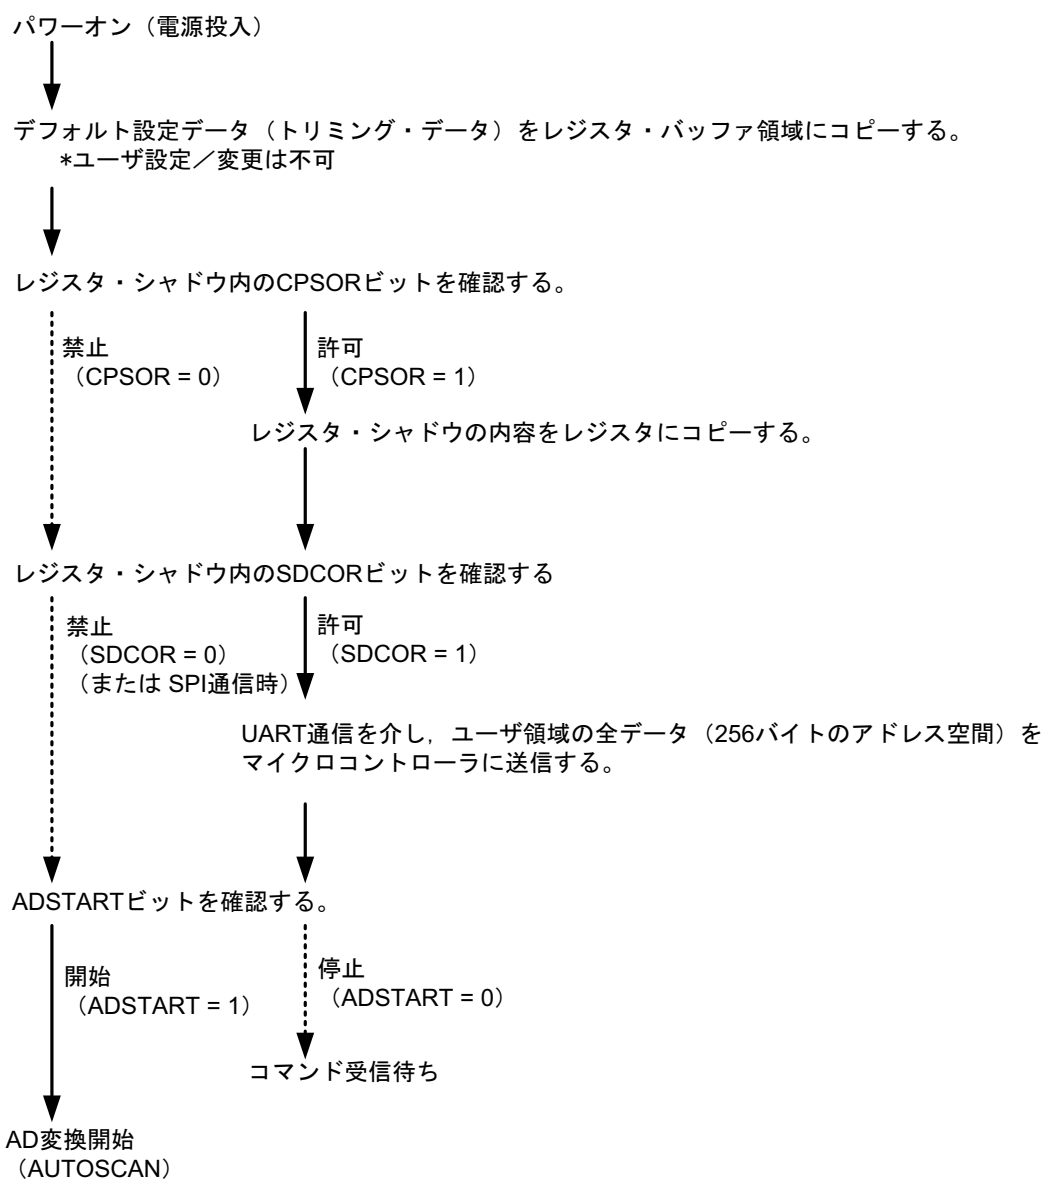 パワーオン（電源投入）
デフォルト設定データ（トリミング・データ）をレジスタ・バッファ領域にコピーする。
*ユーザ設定／変更は不可
レジスタ・シャドウ内のCPSORビットを確認する。
禁止
（CPSOR = 0）
許可
（CPSOR = 1）
レジスタ・シャドウの内容をレジスタにコピーする。
レジスタ・シャドウ内のSDCORビットを確認する
禁止
（SDCOR = 0）
（または SPI通信時）
許可
（SDCOR = 1）
UART通信を介し，ユーザ領域の全データ（256バイトのアドレス空間）を
マイクロコントローラに送信する。
ADSTARTビットを確認する。
開始
（ADSTART = 1）
停止
（ADSTART = 0）
コマンド受信待ち
AD変換開始
（AUTOSCAN）